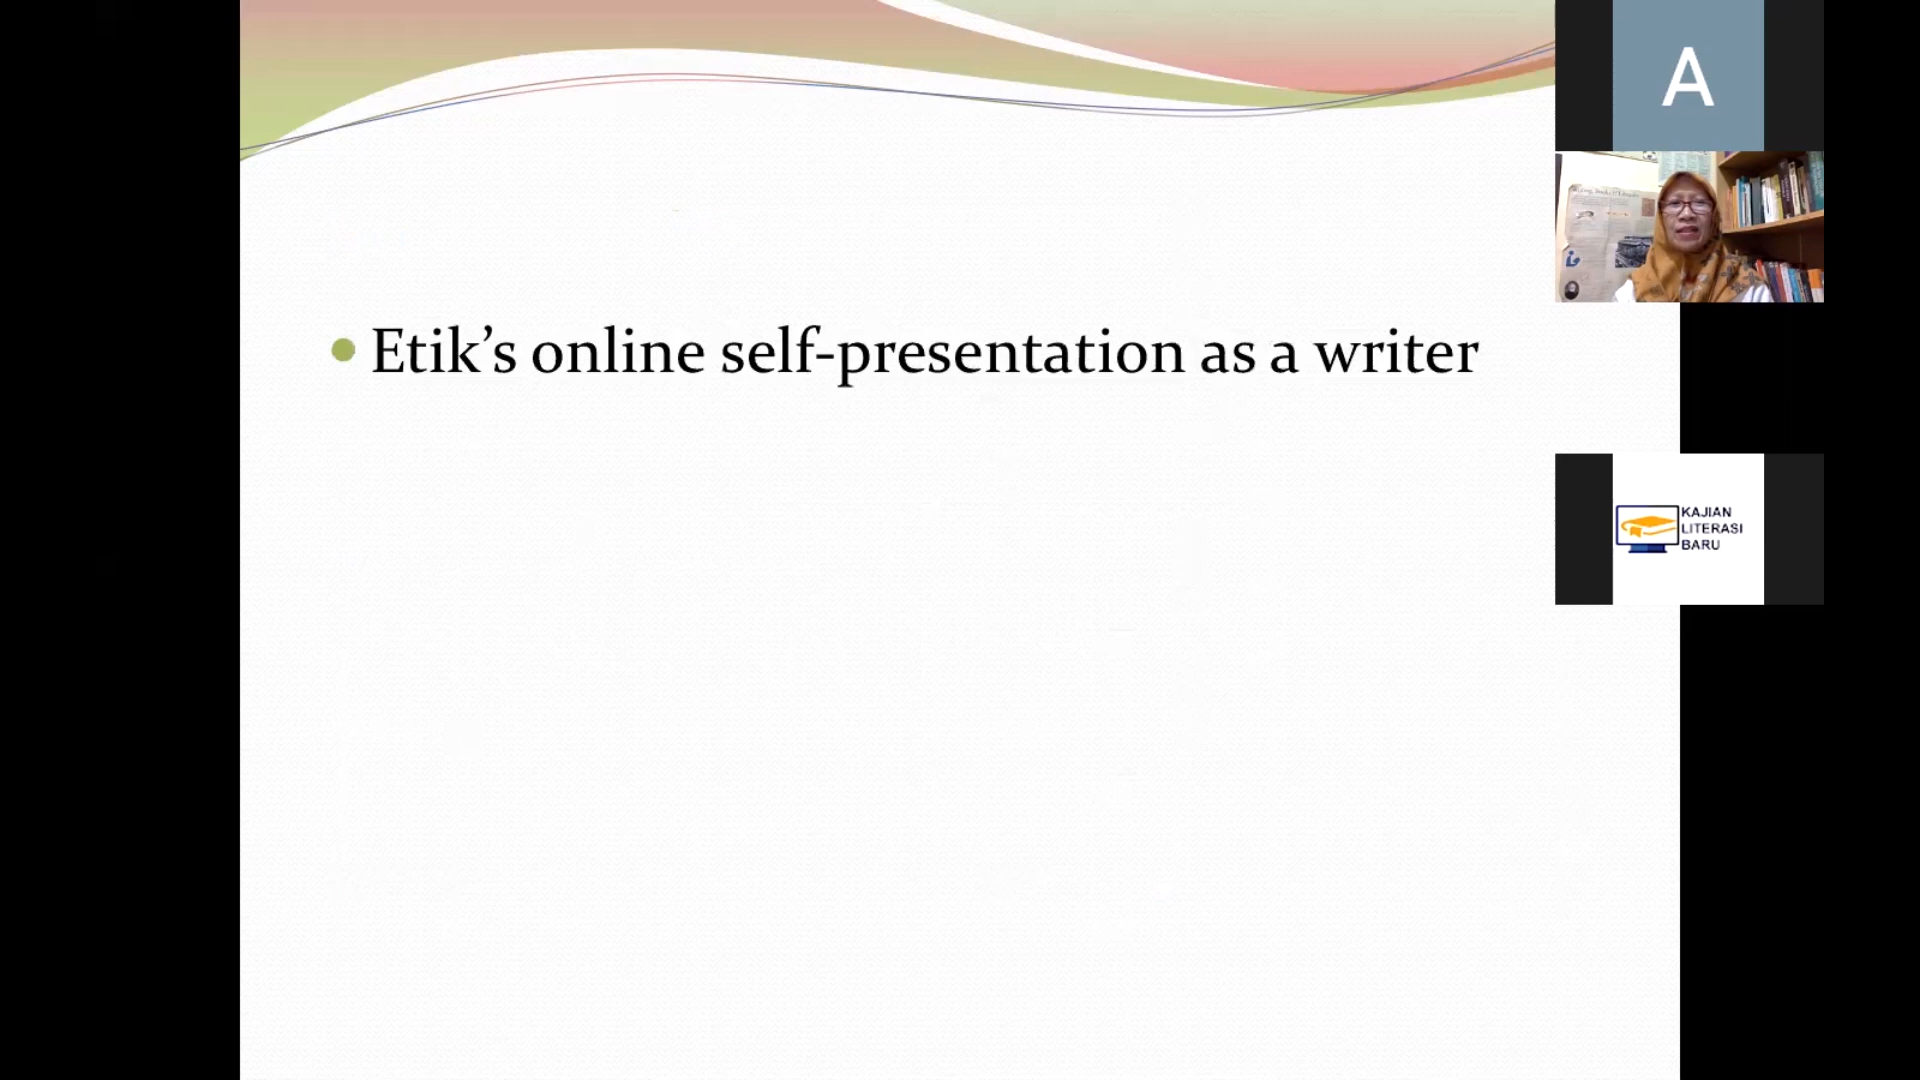 A
Etik’s online self-presentation as a writer
KAJIAN
LITERASI
BARU